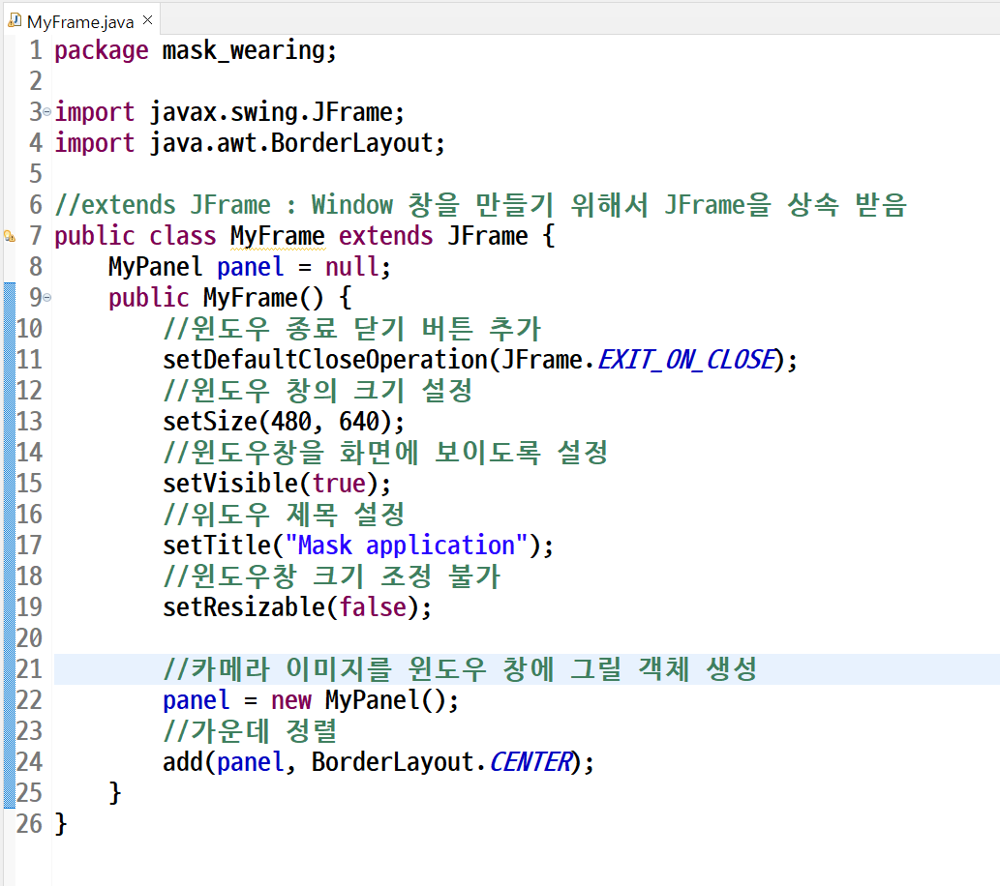 MyFrame.java
1 package mask_wearing;
2
3 import javax.swing.JFrame;
4 import java.awt.BorderLayout;
5
6 //extends JFrame : Window 창을 만들기 위해서 JFrame을 상속 받음
7 public class MyFrame extends JFrame {
8     MyPanel panel = null;
9     public MyFrame() {
10         //윈도우 종료 닫기 버튼 추가
11         setDefaultCloseOperation(JFrame.EXIT_ON_CLOSE);
12         //윈도우 창의 크기 설정
13         setSize(480, 640);
14         //윈도우창을 화면에 보이도록 설정
15         setVisible(true);
16         //위도우 제목 설정
17         setTitle("Mask application");
18         //윈도우창 크기 조정 불가
19         setResizable(false);
20
21         //카메라 이미지를 윈도우 창에 그릴 객체 생성
22         panel = new MyPanel();
23         //가운데 정렬
24         add(panel, BorderLayout.CENTER);
25     }
26 }